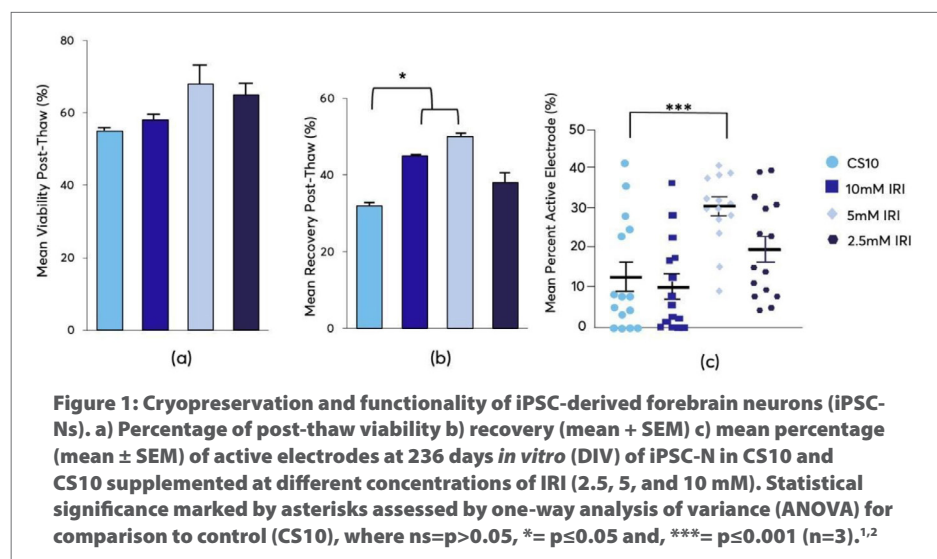 80
60
40
20
0
Mean Viability Post-Thaw (%)
(a)
60
40
20
0
Mean Recovery Post-Thaw (%)
*
(b)
50
40
30
20
10
0
Mean Percent Active Electrode (%)
***
(c)
CS10
10mM IRI
5mM IRI
2.5mM IRI
Figure 1: Cryopreservation and functionality of iPSC-derived forebrain neurons (iPSC-
Ns). a) Percentage of post-thaw viability b) recovery (mean + SEM) c) mean percentage
(mean ± SEM) of active electrodes at 236 days in vitro (DIV) of iPSC-N in CS10 and
CS10 supplemented at different concentrations of IRI (2.5, 5, and 10 mM). Statistical
significance marked by asterisks assessed by one-way analysis of variance (ANOVA) for
comparison to control (CS10), where ns=p>0.05, *= p≤0.05 and, ***= p≤0.001 (n=3).¹,²